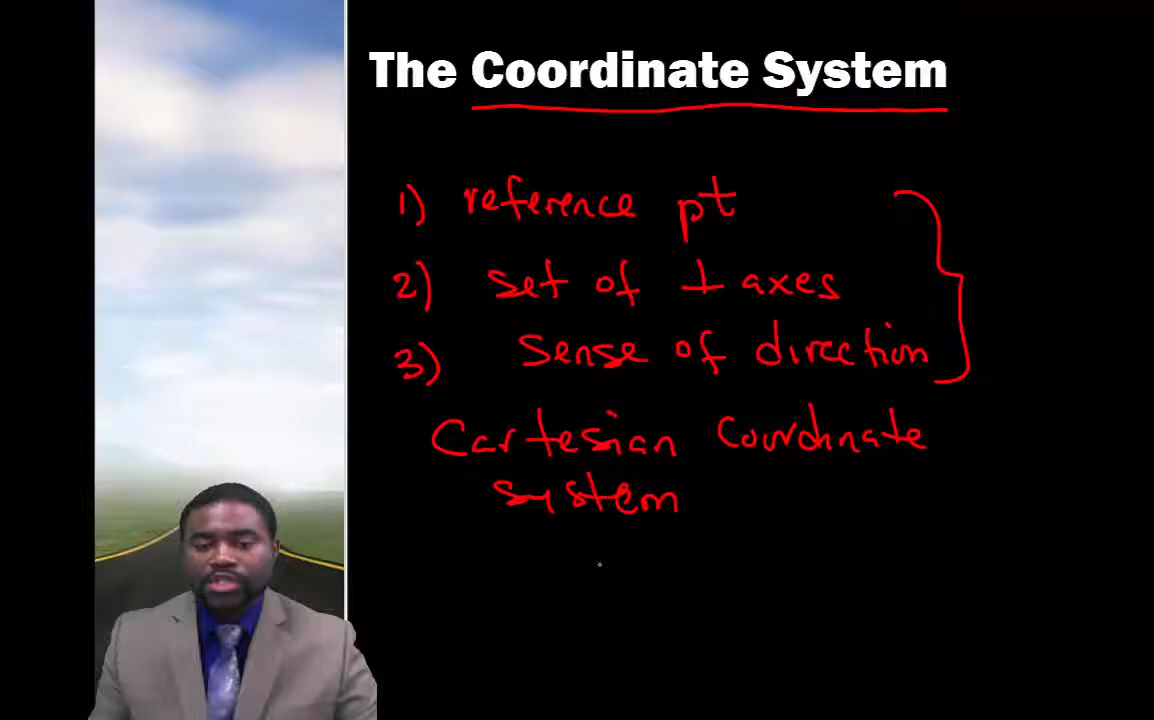 The Coordinate System
1) reference pt
2) set of ⊥ axes
3) sense of direction
Cartesian Coordinate
system